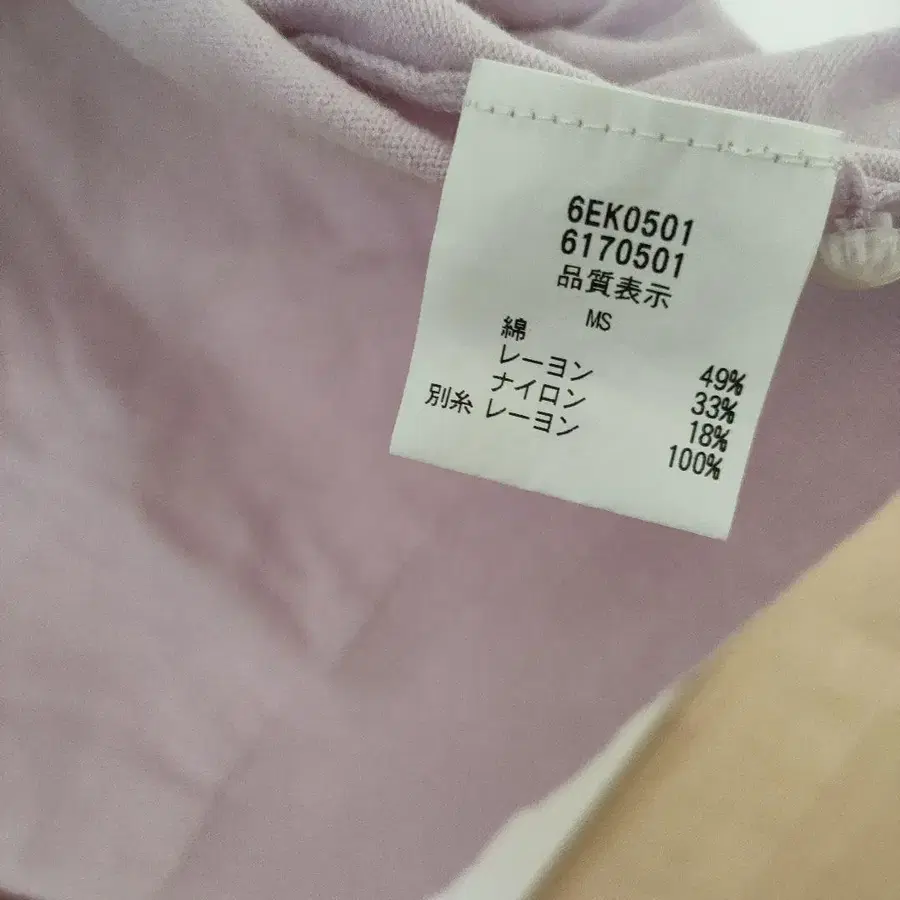 6EK0501
6170501
品質表示
MS
綿 49%
レーヨン 33%
ナイロン 18%
別糸 レーヨン 100%